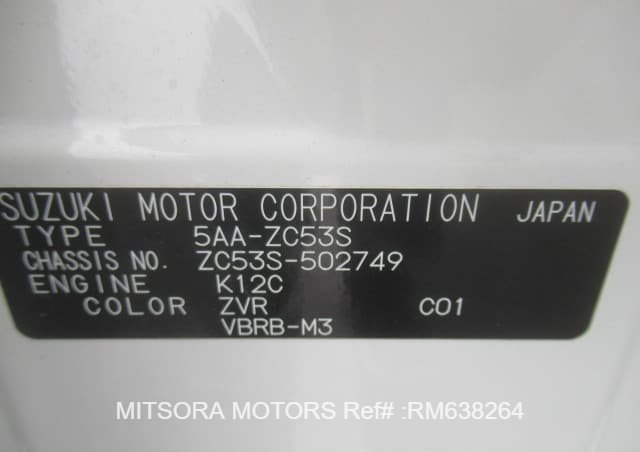 SUZUKI MOTOR CORPORATION JAPAN
TYPE 5AA-ZC53S
CHASSIS NO. ZC53S-502749
ENGINE K12C
COLOR ZVR C01
VBRB-M3
MITSORA MOTORS Ref# :RM638264